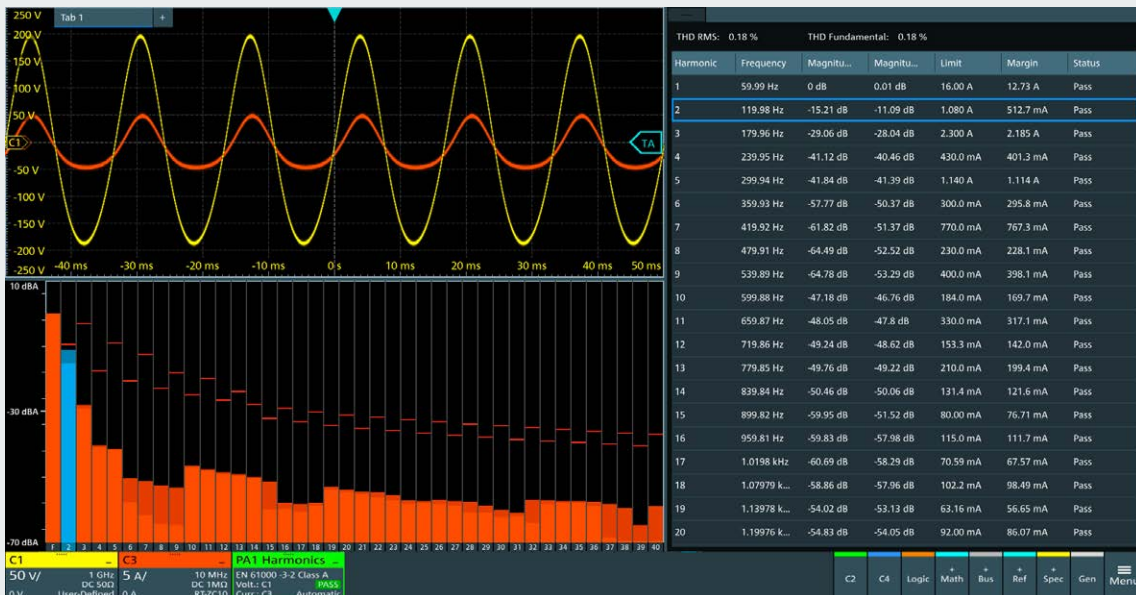 250 V
Tab 1
+
200 V
150 V
100 V
50 V
C1
TA
-50 V
-100 V
-150 V
-200 V
-250 V
-40 ms -30 ms -20 ms -10 ms 0 s 10 ms 20 ms 30 ms 40 ms 50 ms
10 dBA
-30 dBA
-70 dBA
F 2 3 4 5 6 7 8 9 10 11 12 13 14 15 16 17 18 19 20 21 22 23 24 25 26 27 28 29 30 31 32 33 34 35 36 37 38 39 40
THD RMS: 0.18 % THD Fundamental: 0.18 %
Harmonic Frequency Magnitu... Magnitu... Limit Margin Status
1 59.99 Hz 0 dB 0.01 dB 16.00 A 12.73 A Pass
2 119.98 Hz -15.21 dB -11.09 dB 1.080 A 512.7 mA Pass
3 179.96 Hz -29.06 dB -28.04 dB 2.300 A 2.185 A Pass
4 239.95 Hz -41.12 dB -40.46 dB 430.0 mA 401.3 mA Pass
5 299.94 Hz -41.84 dB -41.39 dB 1.140 A 1.114 A Pass
6 359.93 Hz -57.77 dB -50.37 dB 300.0 mA 295.8 mA Pass
7 419.92 Hz -61.82 dB -51.37 dB 770.0 mA 767.3 mA Pass
8 479.91 Hz -64.49 dB -52.52 dB 230.0 mA 228.1 mA Pass
9 539.89 Hz -64.78 dB -53.29 dB 400.0 mA 398.1 mA Pass
10 599.88 Hz -47.18 dB -46.76 dB 184.0 mA 169.7 mA Pass
11 659.87 Hz -48.05 dB -47.8 dB 330.0 mA 317.1 mA Pass
12 719.86 Hz -49.24 dB -48.62 dB 153.3 mA 142.0 mA Pass
13 779.85 Hz -49.76 dB -49.22 dB 210.0 mA 199.4 mA Pass
14 839.84 Hz -50.46 dB -50.06 dB 131.4 mA 121.6 mA Pass
15 899.82 Hz -59.95 dB -51.52 dB 80.00 mA 76.71 mA Pass
16 959.81 Hz -59.83 dB -57.98 dB 115.0 mA 111.7 mA Pass
17 1.0198 kHz -60.69 dB -58.29 dB 70.59 mA 67.57 mA Pass
18 1.07979 k... -58.86 dB -57.96 dB 102.2 mA 98.49 mA Pass
19 1.13978 k... -54.02 dB -53.13 dB 63.16 mA 56.65 mA Pass
20 1.19976 k... -54.83 dB -54.05 dB 92.00 mA 86.07 mA Pass
C1 C3 PA1 Harmonics
50 V/ 1 GHz 5 A/ 10 MHz EN 61000 -3-2 Class A
DC 50Ω DC 1MΩ Volt.: C1 PASS
0 V User-Defined 0 A RT-ZC10 Curr.: C3 Automatic
C2 C4 Logic + Math + Bus + Ref + Spec Gen Menu